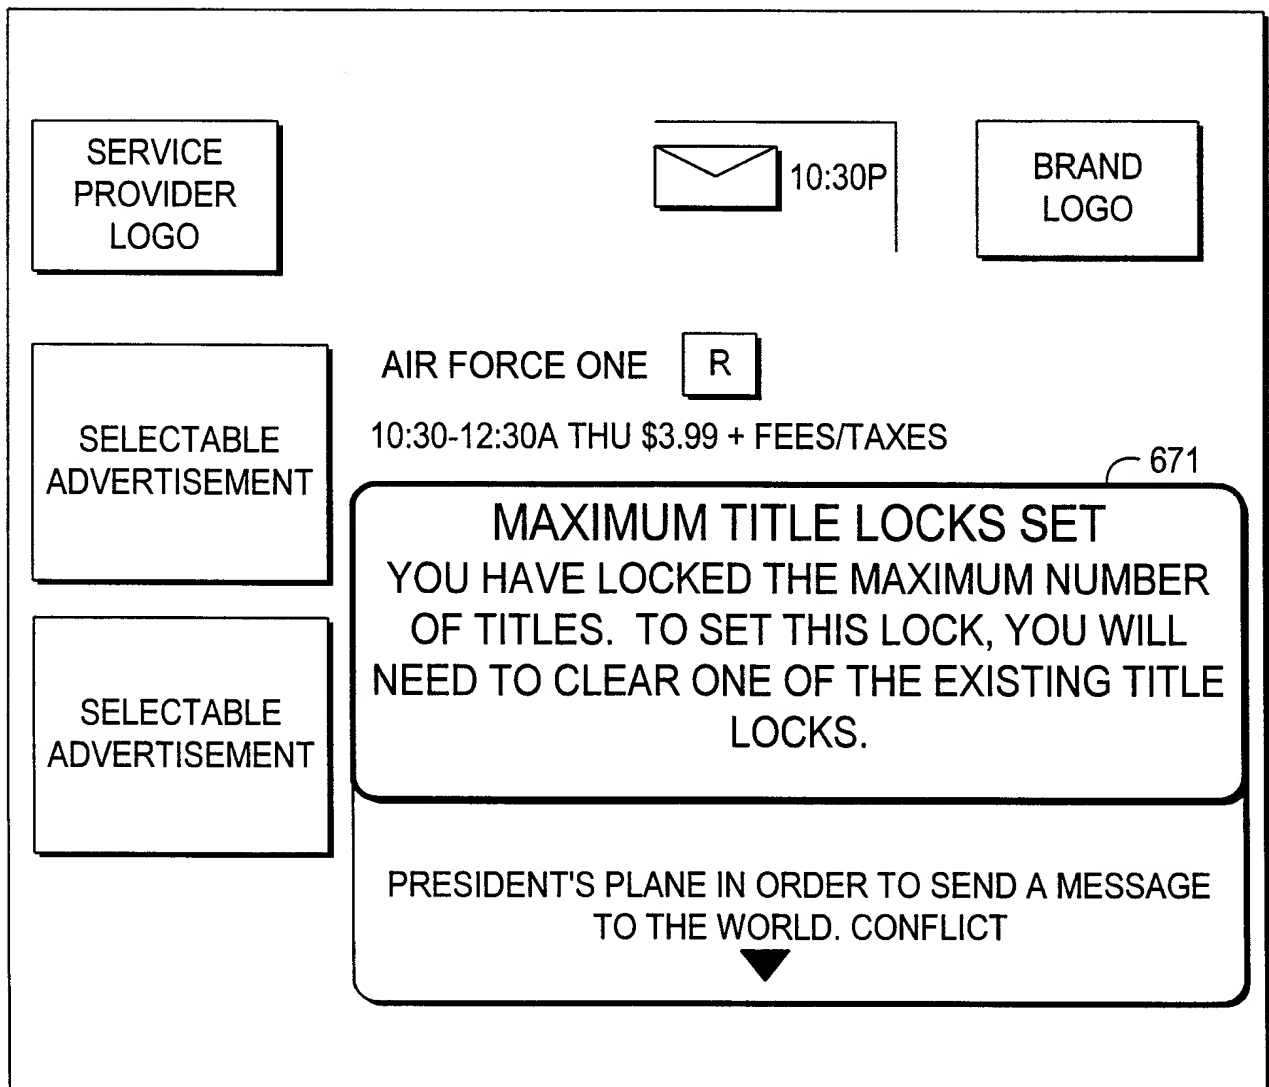 SERVICE
PROVIDER
LOGO
10:30P
BRAND
LOGO
SELECTABLE
ADVERTISEMENT
SELECTABLE
ADVERTISEMENT
AIR FORCE ONE R
10:30-12:30A THU $3.99 + FEES/TAXES
671
MAXIMUM TITLE LOCKS SET
YOU HAVE LOCKED THE MAXIMUM NUMBER
OF TITLES. TO SET THIS LOCK, YOU WILL
NEED TO CLEAR ONE OF THE EXISTING TITLE
LOCKS.
PRESIDENT'S PLANE IN ORDER TO SEND A MESSAGE
TO THE WORLD. CONFLICT